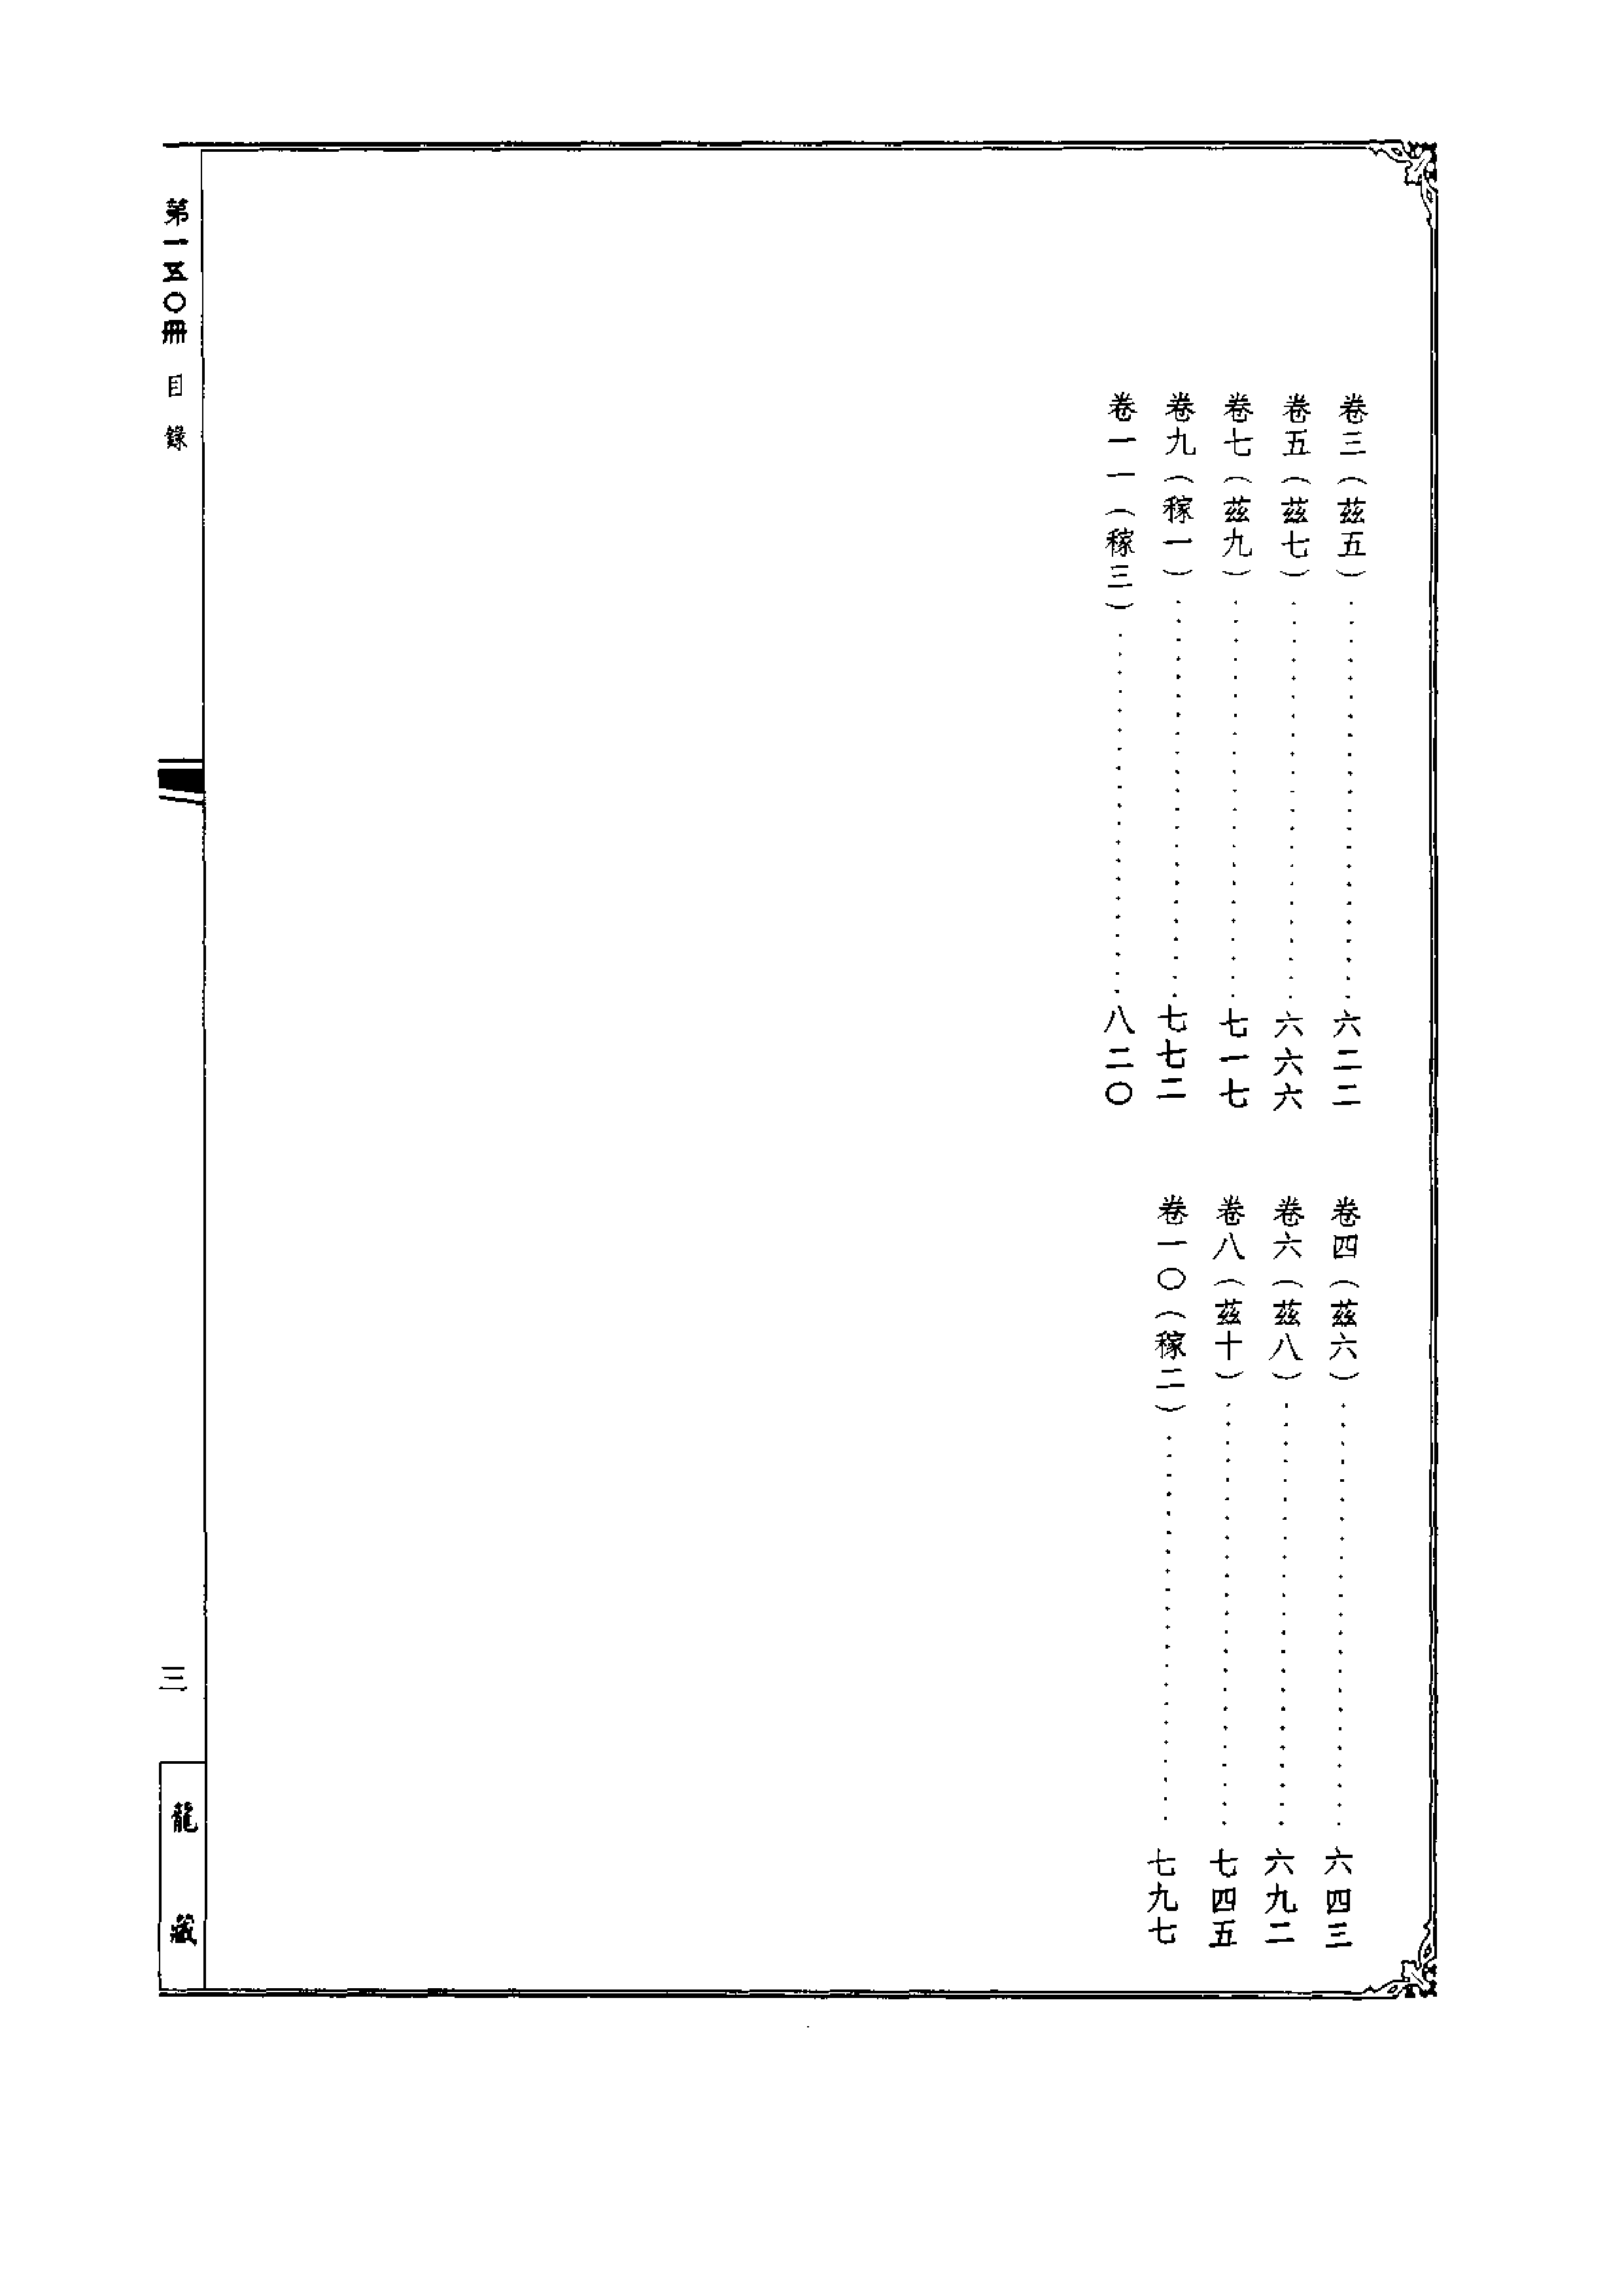 卷三（茲五）……六二二
卷四（茲六）……六四三
卷五（茲七）……六六六
卷六（茲八）……六九二
卷七（茲九）……七一七
卷八（茲十）……七四五
卷九（稼一）……七七二
卷一〇（稼二）……七九七
卷一一（稼三）……八二〇
第一五〇冊 目錄
三
龍藏